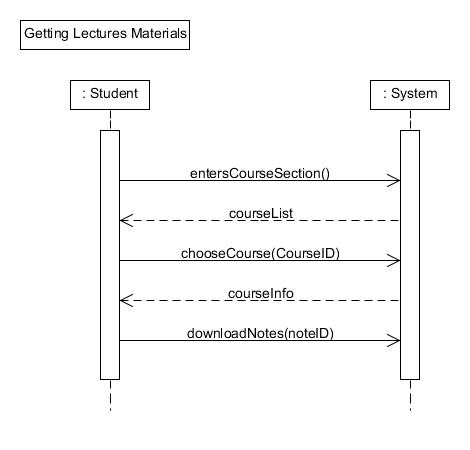 Getting Lectures Materials
: Student
: System
entersCourseSection()
courseList
chooseCourse(CourseID)
courseInfo
downloadNotes(noteID)